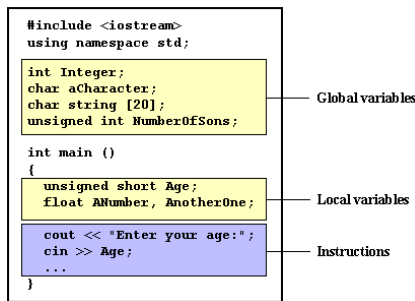 #include <iostream>
using namespace std;
int Integer;
char aCharacter;
char string [20];
unsigned int NumberOfSons;
Global variables
int main ()
{
unsigned short Age;
float ANumber, AnotherOne;
Local variables
cout << "Enter your age:";
cin >> Age;
...
Instructions
}